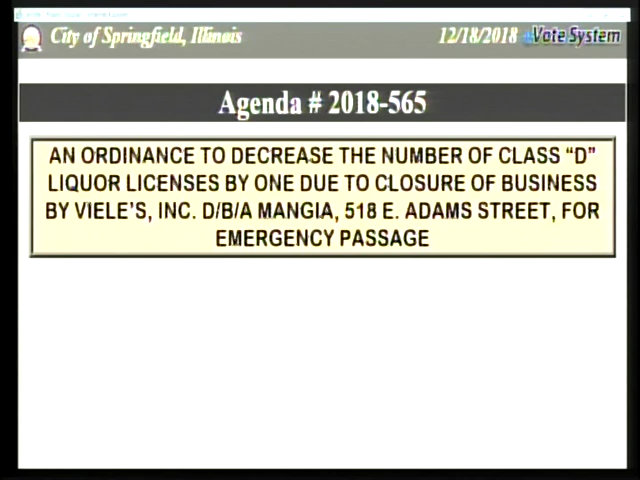 City of Springfield, Illinois
12/18/2018 Vote System
Agenda # 2018-565
AN ORDINANCE TO DECREASE THE NUMBER OF CLASS “D”
LIQUOR LICENSES BY ONE DUE TO CLOSURE OF BUSINESS
BY VIELE'S, INC. D/B/A MANGIA, 518 E. ADAMS STREET, FOR
EMERGENCY PASSAGE